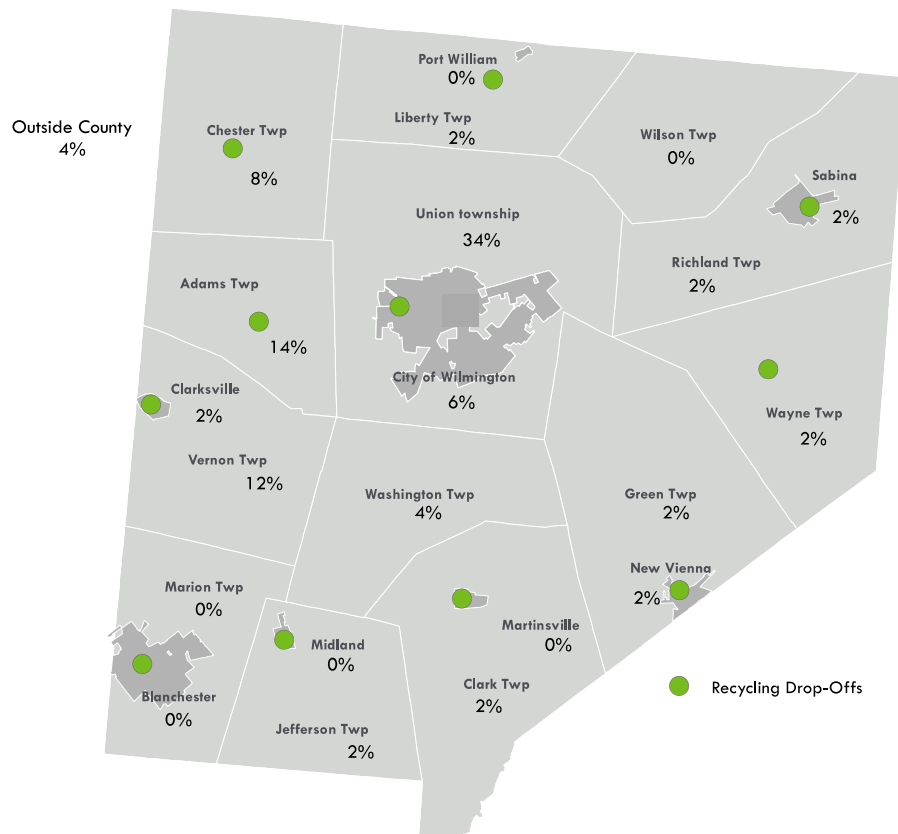 Port William
0%
Liberty Twp
2%
Outside County
4%
Chester Twp
8%
Wilson Twp
0%
Sabina
2%
Union township
34%
Richland Twp
2%
Adams Twp
14%
City of Wilmington
6%
Clarksville
2%
Wayne Twp
2%
Vernon Twp
12%
Washington Twp
4%
Green Twp
2%
New Vienna
2%
Marion Twp
0%
Martinsville
0%
Midland
0%
Blanchester
0%
Clark Twp
2%
Recycling Drop-Offs
Jefferson Twp
2%